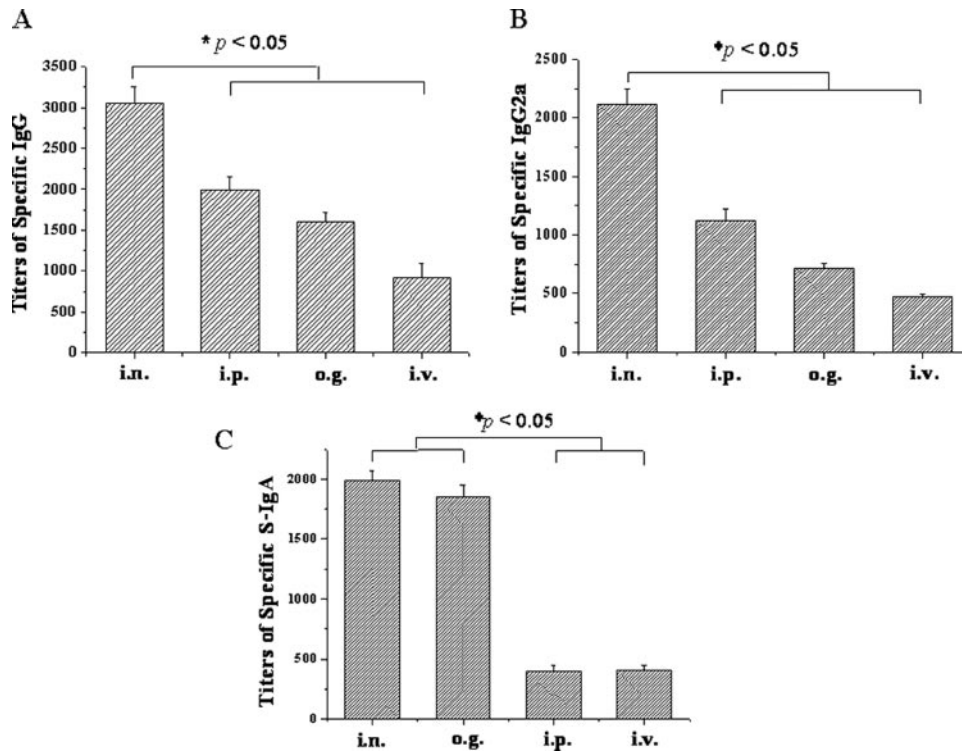 A
* p < 0.05
Titers of Specific IgG
3500
3000
2500
2000
1500
1000
500
0
i.n. i.p. o.g. i.v.
B
*p < 0.05
Titers of Specific IgG2a
2500
2000
1500
1000
500
0
i.n. i.p. o.g. i.v.
C
*p < 0.05
Titers of Specific S-IgA
2000
1500
1000
500
0
i.n. o.g. i.p. i.v.